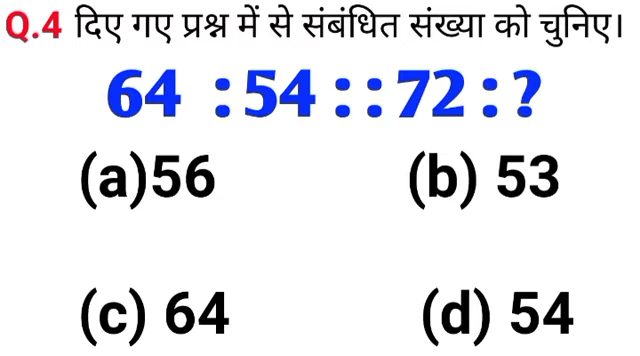 Q.4 दिए गए प्रश्न में से संबंधित संख्या को चुनिए।
64 : 54 : : 72 : ?
(a)56 (b) 53
(c) 64 (d) 54